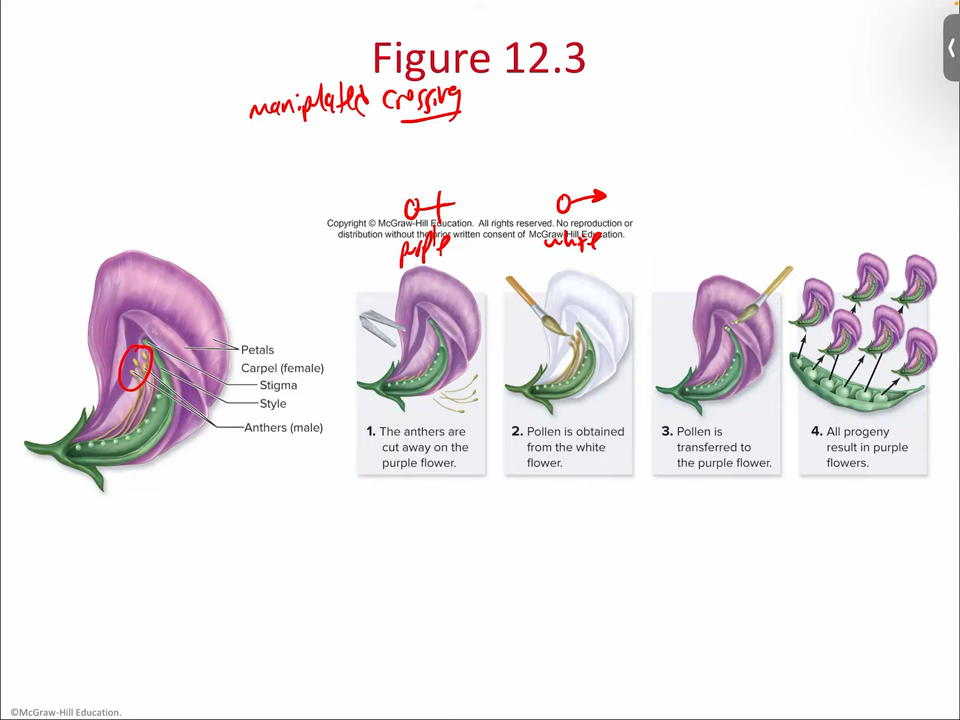 Figure 12.3
maniplated crossing
Copyright © McGraw-Hill Education. All rights reserved. No reproduction or
distribution without the prior written consent of McGraw-Hill Education.
purple
white
Petals
Carpel (female)
Stigma
Style
Anthers (male)
1. The anthers are
cut away on the
purple flower.
2. Pollen is obtained
from the white
flower.
3. Pollen is
transferred to
the purple flower.
4. All progeny
result in purple
flowers.
©McGraw-Hill Education.